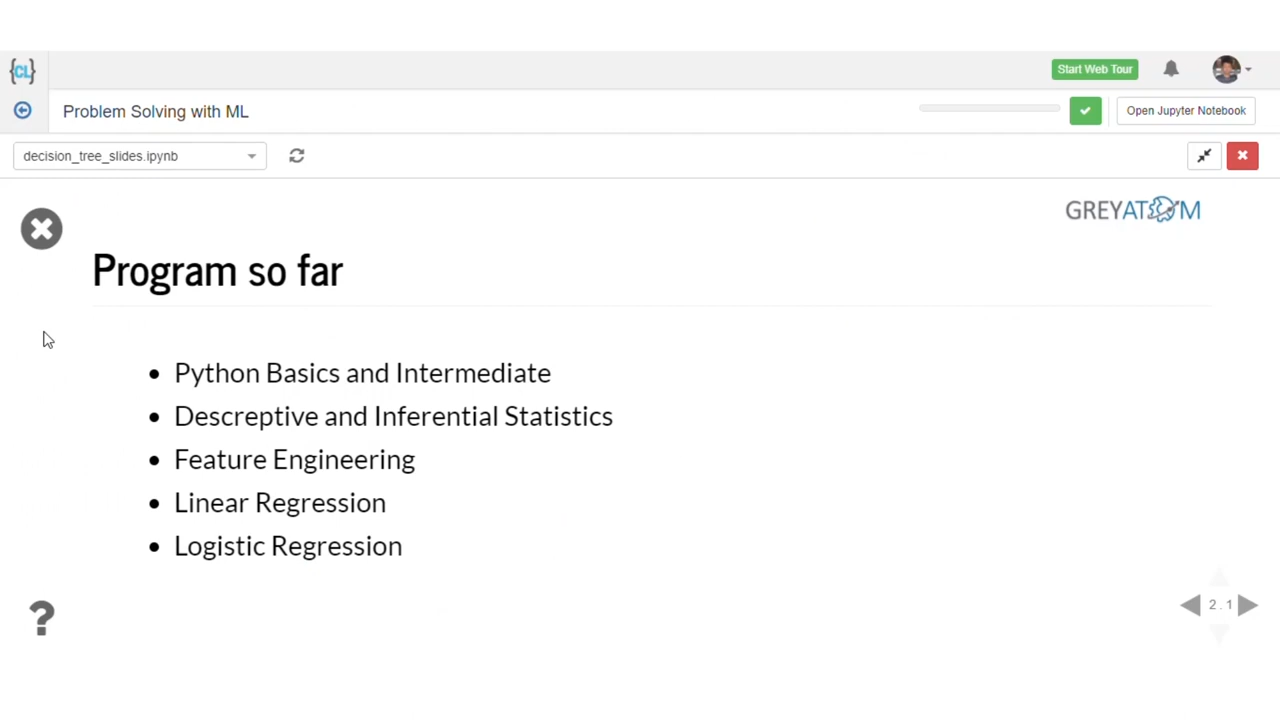 {CL}
Start Web Tour
Problem Solving with ML
Open Jupyter Notebook
decision_tree_slides.ipynb
GREYATOM
Program so far
Python Basics and Intermediate
Descreptive and Inferential Statistics
Feature Engineering
Linear Regression
Logistic Regression
?
2.1